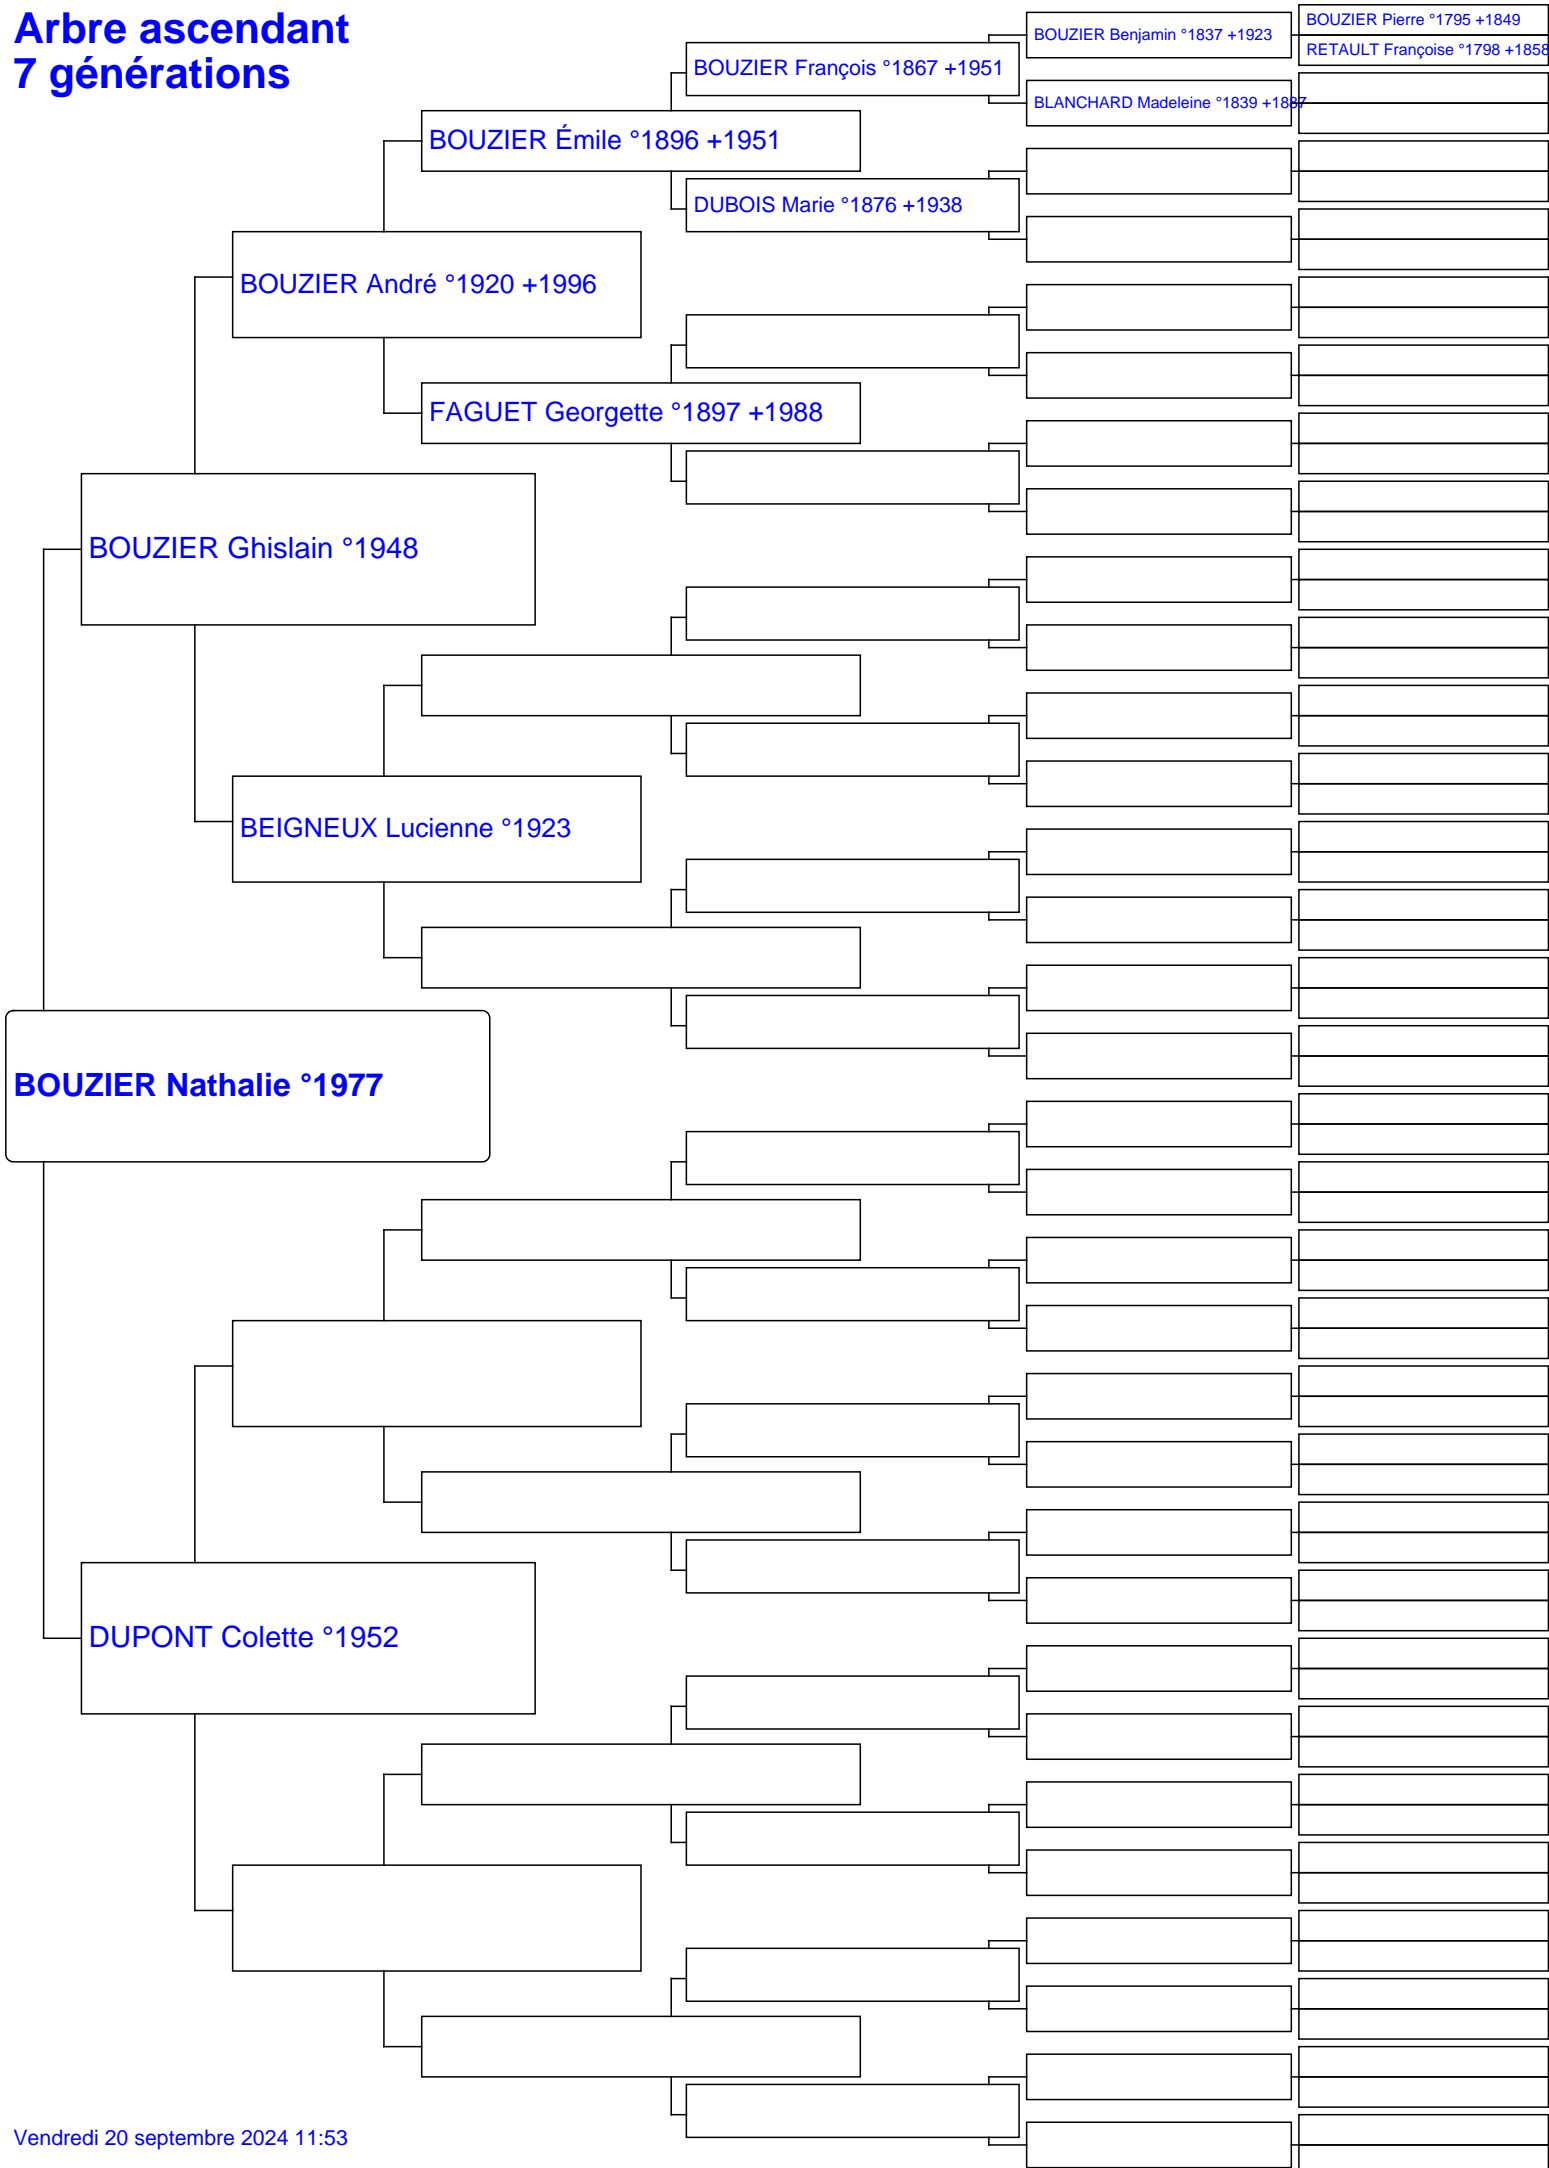 Arbre ascendant
7 générations
BOUZIER Pierre °1795 +1849
BOUZIER Benjamin °1837 +1923
RETAULT Françoise °1798 +1858
BOUZIER François °1867 +1951
BLANCHARD Madeleine °1839 +1887
BOUZIER Émile °1896 +1951
DUBOIS Marie °1876 +1938
BOUZIER André °1920 +1996
FAGUET Georgette °1897 +1988
BOUZIER Ghislain °1948
BEIGNEUX Lucienne °1923
BOUZIER Nathalie °1977
DUPONT Colette °1952
Vendredi 20 septembre 2024 11:53